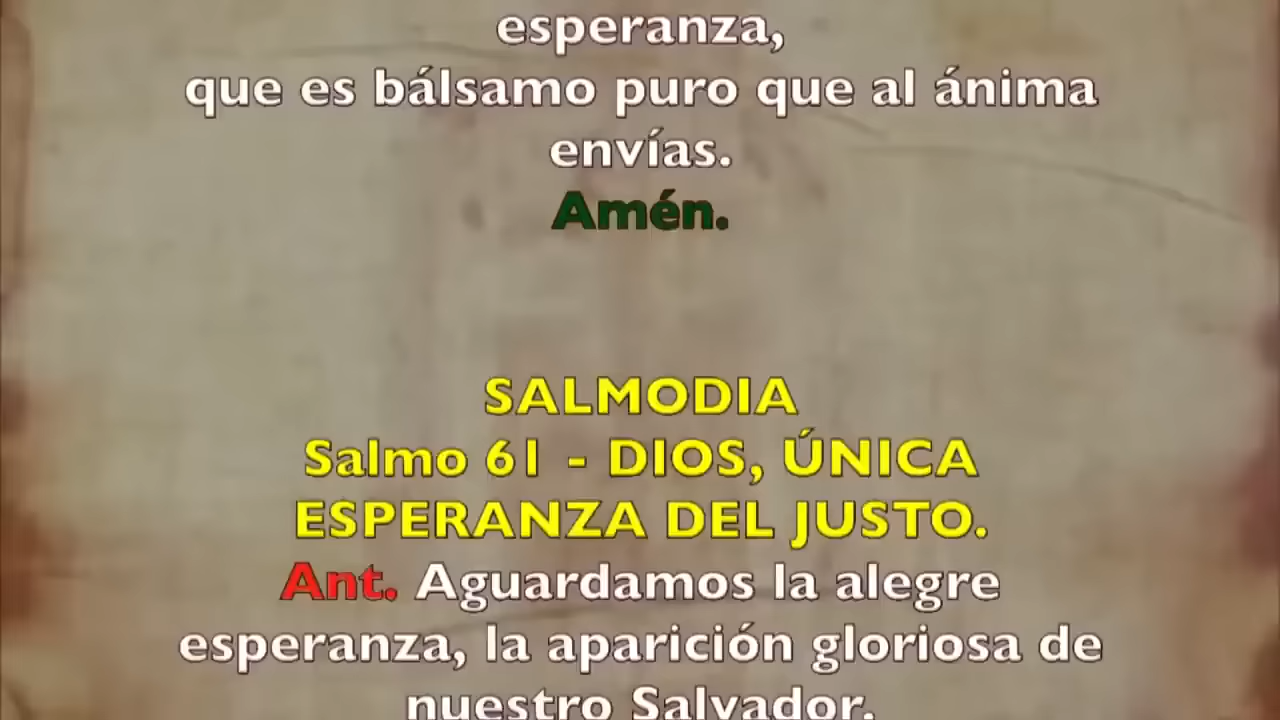 esperanza,
que es bálsamo puro que al ánima
envías.
Amén.
SALMODIA
Salmo 61 - DIOS, ÚNICA
ESPERANZA DEL JUSTO.
Ant. Aguardamos la alegre
esperanza, la aparición gloriosa de
nuestro Salvador.